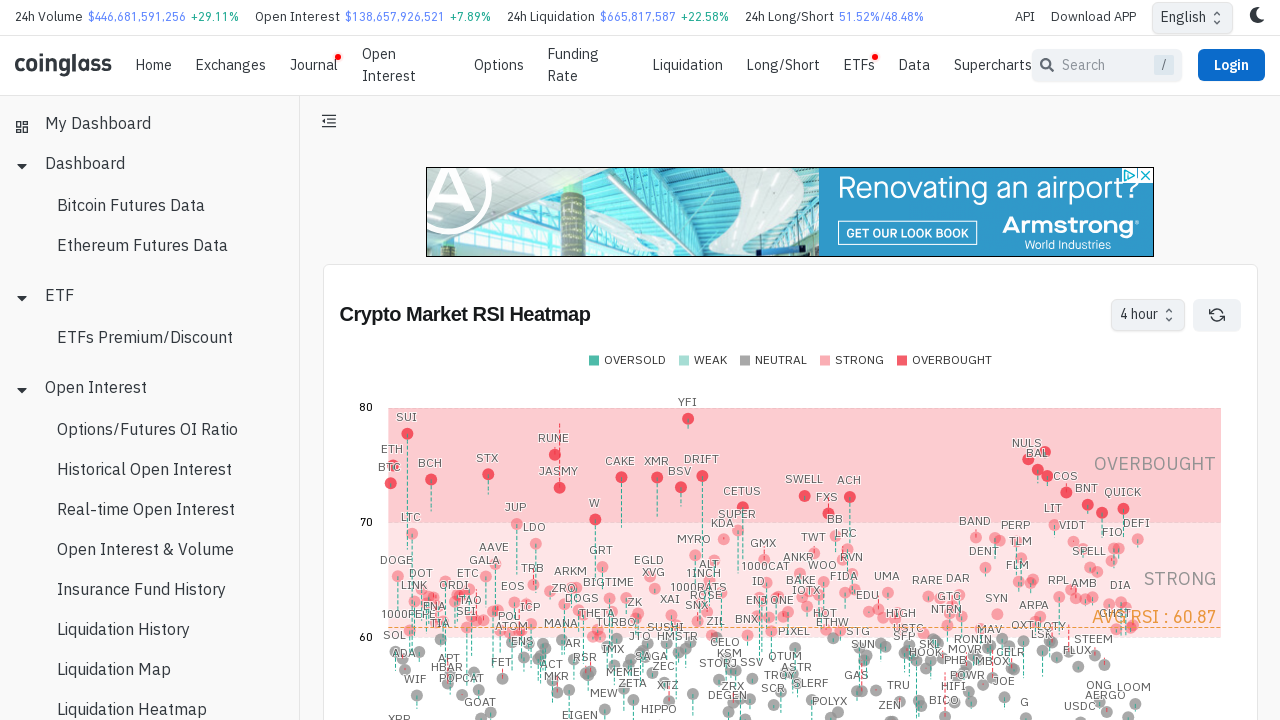 24h Volume $446,681,591,256 +29.11% Open Interest $138,657,926,521 +7.89% 24h Liquidation $665,817,587 +22.58% 24h Long/Short 51.52%/48.48% API Download APP English
coinglass Home Exchanges Journal Open Interest Options Funding Rate Liquidation Long/Short ETFs Data Supercharts Search / Login
My Dashboard
Dashboard
Bitcoin Futures Data
Ethereum Futures Data
ETF
ETFs Premium/Discount
Open Interest
Options/Futures OI Ratio
Historical Open Interest
Real-time Open Interest
Open Interest & Volume
Insurance Fund History
Liquidation History
Liquidation Map
Liquidation Heatmap
Renovating an airport?
GET OUR LOOK BOOK
Armstrong
World Industries
Crypto Market RSI Heatmap
4 hour
OVERSOLD WEAK NEUTRAL STRONG OVERBOUGHT
80
YFI
SUI
RUNE
NULS
ETH
BAL
BTC BCH STX CAKE XMR DRIFT
OVERBOUGHT
JASMY BSV
SWELL ACH COS
CETUS FXS BNT QUICK
W JUP LIT
70
LTC LDO KDA SUPER BB BAND PERP VIDT DEFI
FIO
MYRO GMX TWT LRC TLM
AAVE GRT DENT SPELL
DOGE GALA EGLD ALT ANKR RVN
TRB ARKM XVG 1INCH 1000CAT WOO FLM
DOT ETC FIDA UMA
STRONG
LINK ORDI EOS ZRO BIGTIME 1000RATS ID BAKE IOTX RARE DAR RPL AMB IDIA
TAO DOGS ZK XAI ROSE ONE EDU GTC SYN
ENA ICP SNX NTRN ARPA
SEI POL THETA HOT HIGH GHST
AVG RSI : 60.87
TIA ATOM MANA TURBO SUSHI ZIL BNX ETHW USTC MAV OXT
60
SOL ENS AR JTO HMSTR CELO PIXEL STG SFP RONIN LSK STEEM
ADA APT RSR IMX KSM SUN SKL MOVR CELR FLUX
HBAR FET ACT SAGA STORJ SSV QTUM HOOK PHB MBOX
WIF POPCAT MKR MEME ZEC ASTR GAS POWR JOE
ZETA XTZ ZRX TROY SLERF TRU HIFI ONG LOOM
GOAT MEW DEGEN SCR AERGO
EIGEN HIPPO POLYX ZEN BICO G USDC
XRP